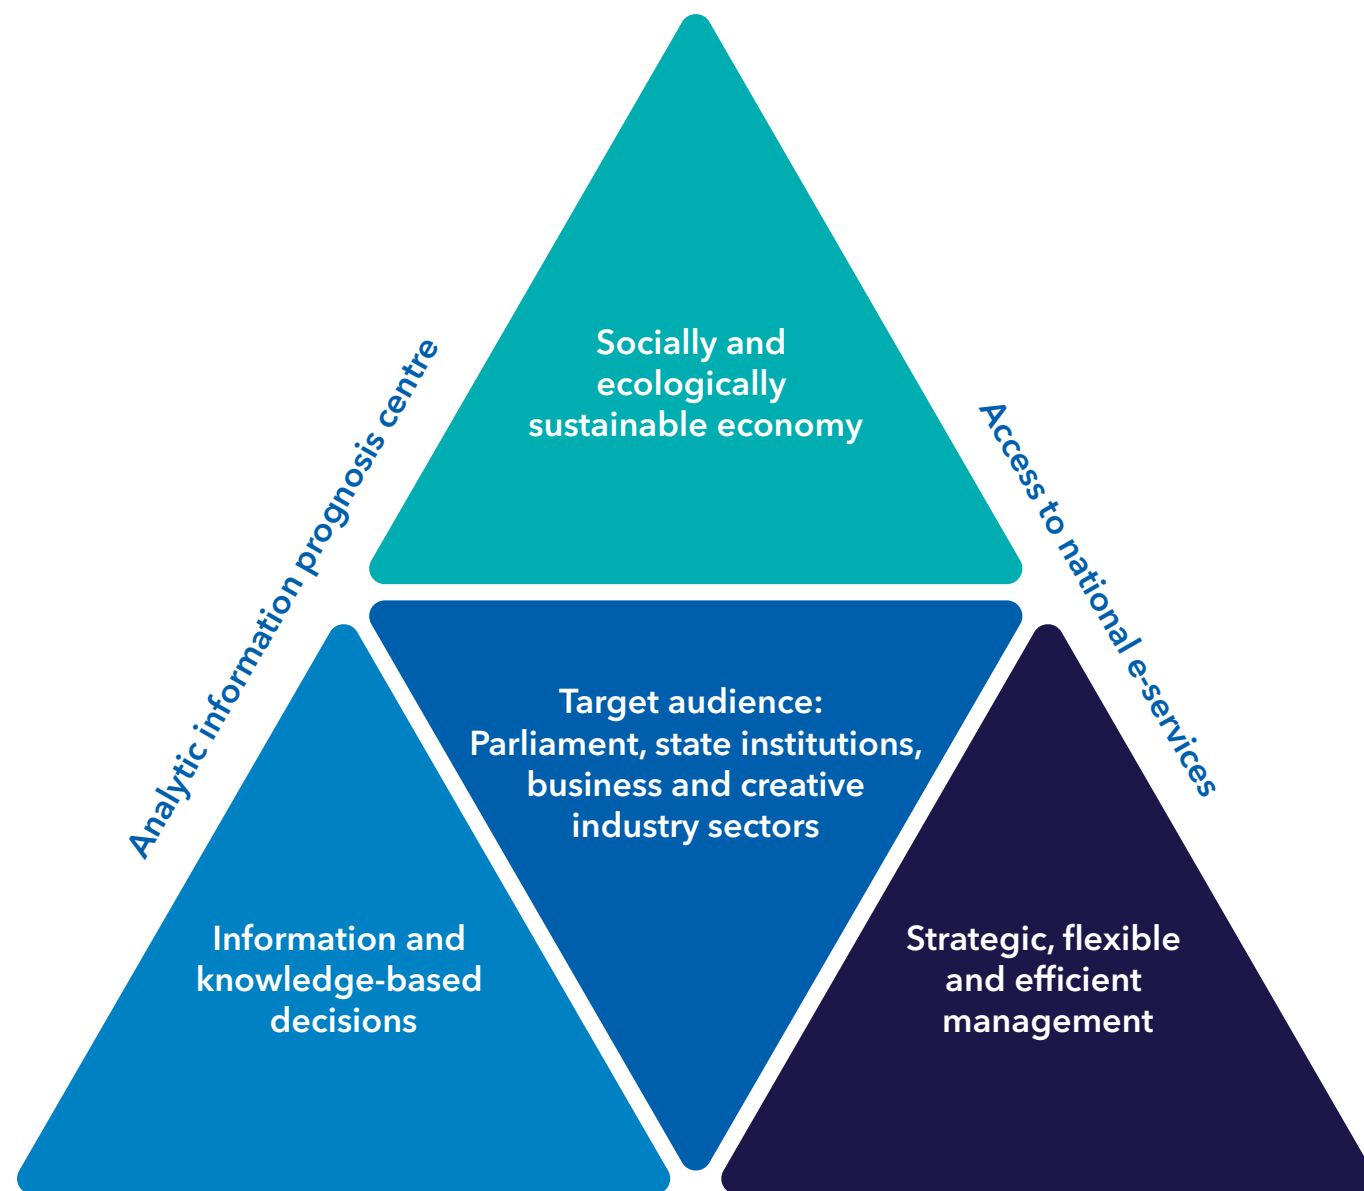 Socially and
ecologically
sustainable economy
Analytic information prognosis centre
Access to national e-services
Target audience:
Parliament, state institutions,
business and creative
industry sectors
Information and
knowledge-based
decisions
Strategic, flexible
and efficient
management